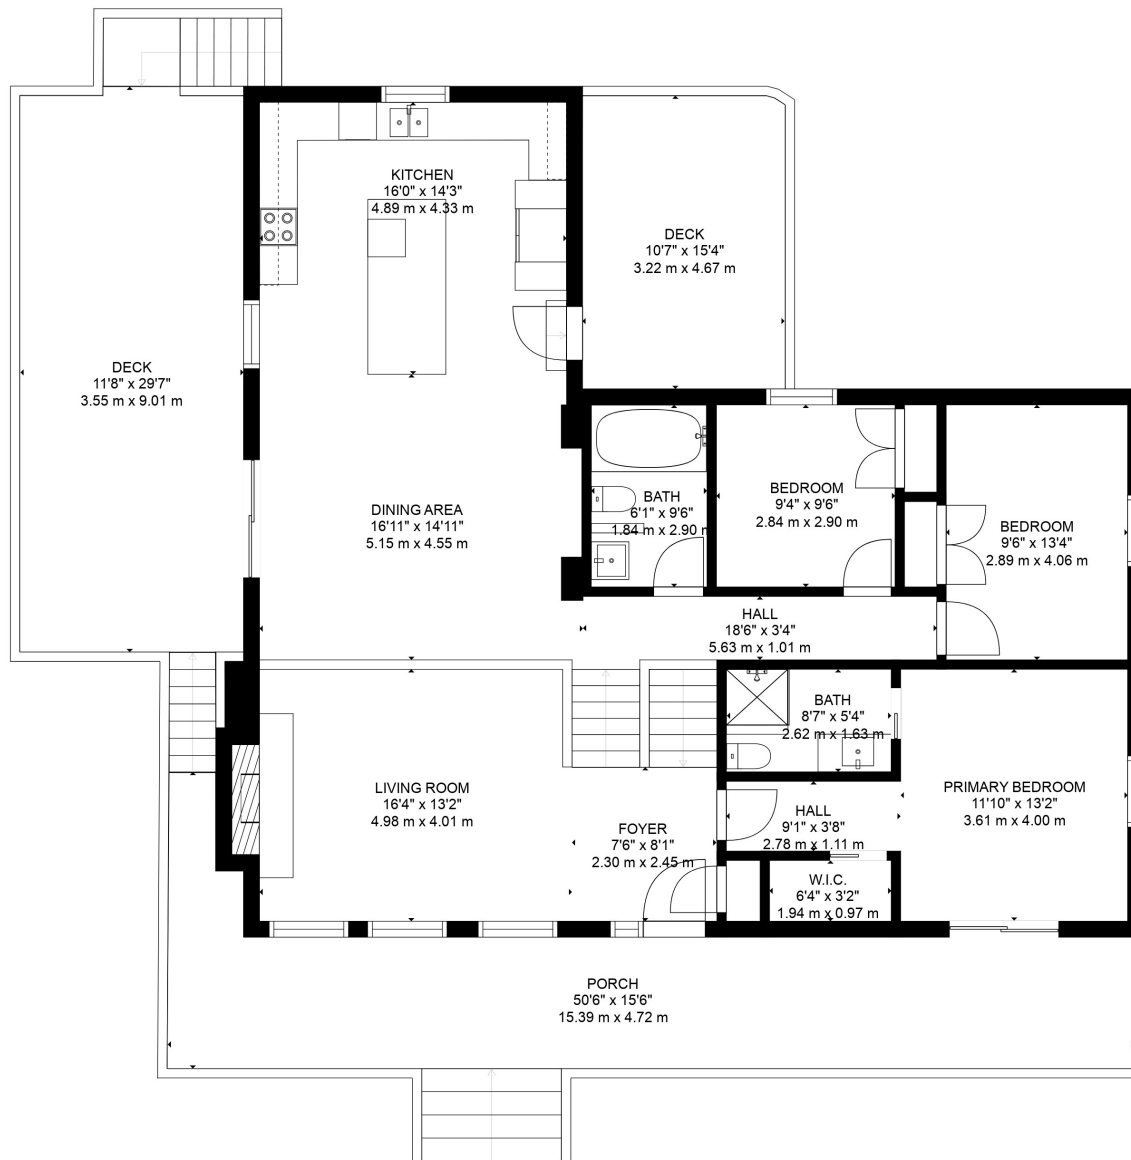 KITCHEN
16'0" x 14'3"
4.89 m x 4.33 m
DECK
10'7" x 15'4"
3.22 m x 4.67 m
DECK
11'8" x 29'7"
3.55 m x 9.01 m
DINING AREA
16'11" x 14'11"
5.15 m x 4.55 m
BATH
6'1" x 9'6"
1.84 m x 2.90 m
BEDROOM
9'4" x 9'6"
2.84 m x 2.90 m
BEDROOM
9'6" x 13'4"
2.89 m x 4.06 m
HALL
18'6" x 3'4"
5.63 m x 1.01 m
BATH
8'7" x 5'4"
2.62 m x 1.63 m
LIVING ROOM
16'4" x 13'2"
4.98 m x 4.01 m
FOYER
7'6" x 8'1"
2.30 m x 2.45 m
HALL
9'1" x 3'8"
2.78 m x 1.11 m
PRIMARY BEDROOM
11'10" x 13'2"
3.61 m x 4.00 m
W.I.C.
6'4" x 3'2"
1.94 m x 0.97 m
PORCH
50'6" x 15'6"
15.39 m x 4.72 m